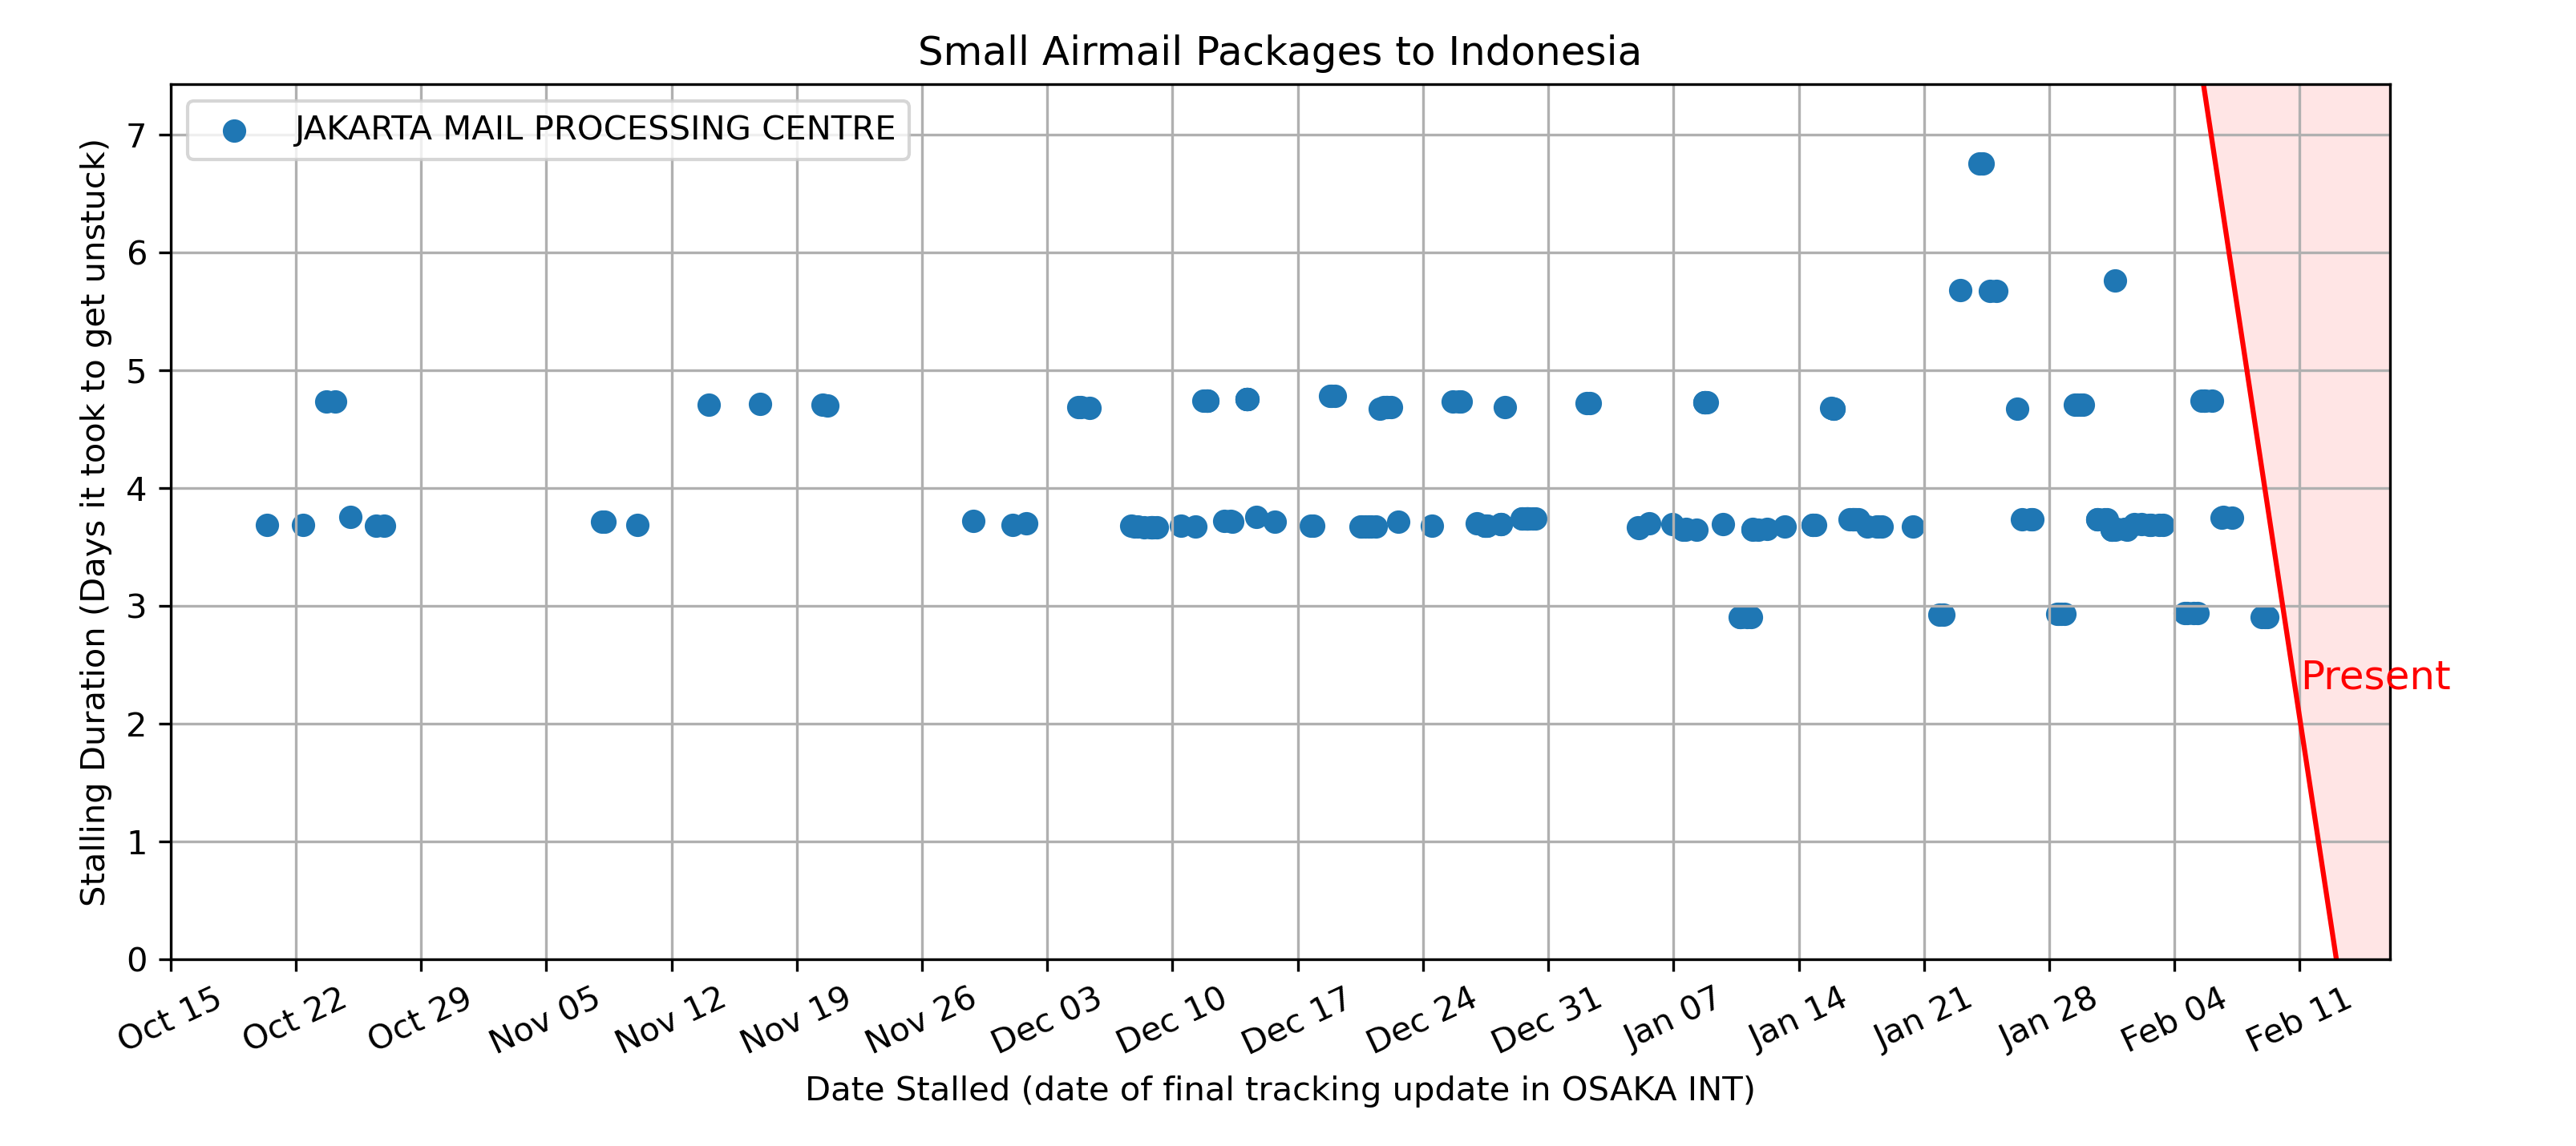 Small Airmail Packages to Indonesia
JAKARTA MAIL PROCESSING CENTRE
Stalling Duration (Days it took to get unstuck)
7
6
5
4
3
2
1
0
Present
Oct 15
Oct 22
Oct 29
Nov 05
Nov 12
Nov 19
Nov 26
Dec 03
Dec 10
Dec 17
Dec 24
Dec 31
Jan 07
Jan 14
Jan 21
Jan 28
Feb 04
Feb 11
Date Stalled (date of final tracking update in OSAKA INT)